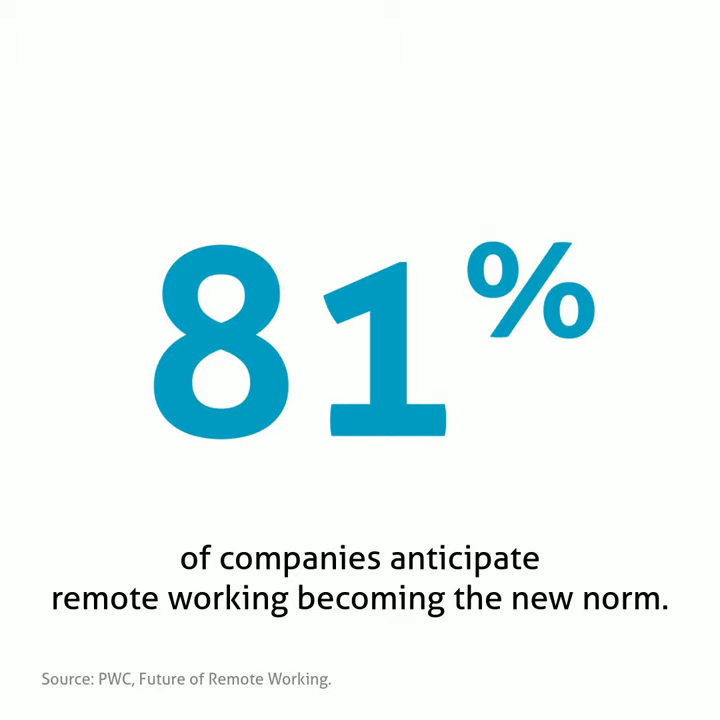 81%
of companies anticipate
remote working becoming the new norm.
Source: PWC, Future of Remote Working.